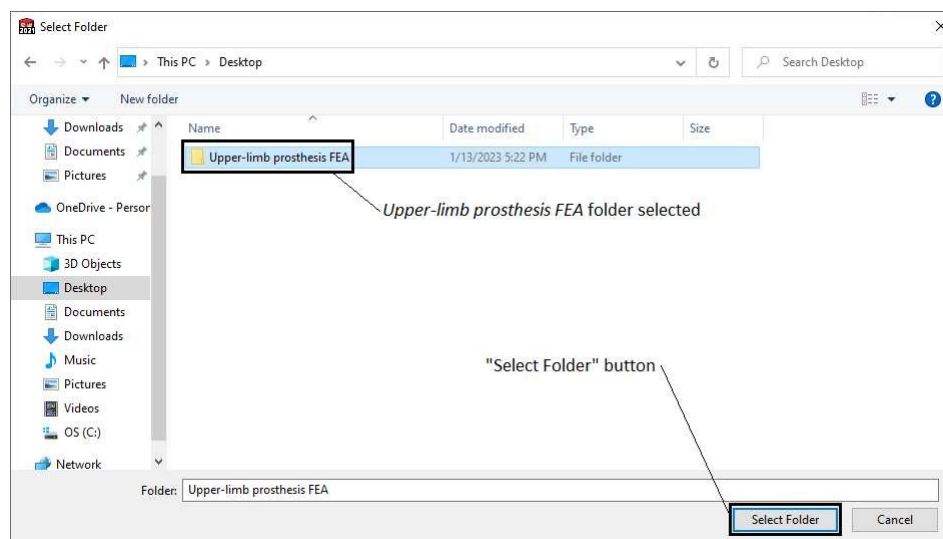 Select Folder
This PC > Desktop
Search Desktop
Organize
New folder
Downloads
Documents
Pictures
OneDrive - Person
This PC
3D Objects
Desktop
Documents
Downloads
Music
Pictures
Videos
OS (C:)
Network
Name Date modified Type Size
Upper-limb prosthesis FEA 1/13/2023 5:22 PM File folder
Upper-limb prosthesis FEA folder selected
"Select Folder" button
Folder: Upper-limb prosthesis FEA
Select Folder Cancel